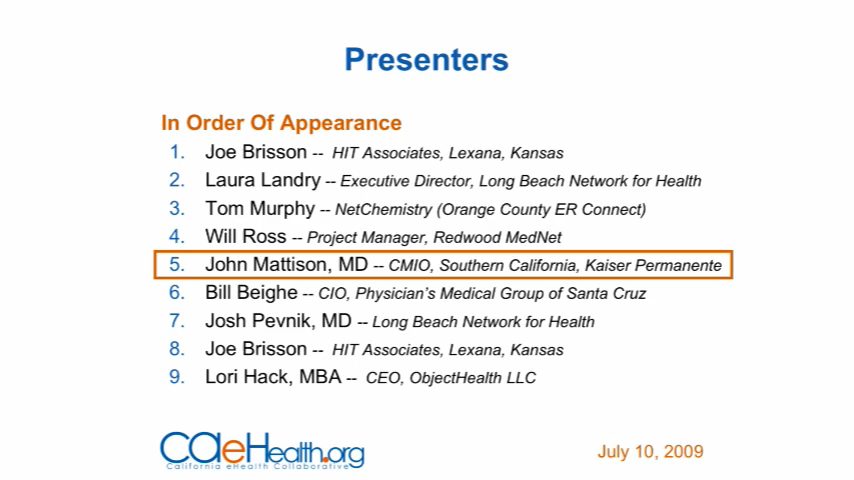 Presenters
In Order Of Appearance
1. Joe Brisson -- HIT Associates, Lexana, Kansas
2. Laura Landry -- Executive Director, Long Beach Network for Health
3. Tom Murphy -- NetChemistry (Orange County ER Connect)
4. Will Ross -- Project Manager, Redwood MedNet
5. John Mattison, MD -- CMIO, Southern California, Kaiser Permanente
6. Bill Beighe -- CIO, Physician's Medical Group of Santa Cruz
7. Josh Pevnik, MD -- Long Beach Network for Health
8. Joe Brisson -- HIT Associates, Lexana, Kansas
9. Lori Hack, MBA -- CEO, ObjectHealth LLC
CAeHealth.org
California eHealth Collaborative
July 10, 2009